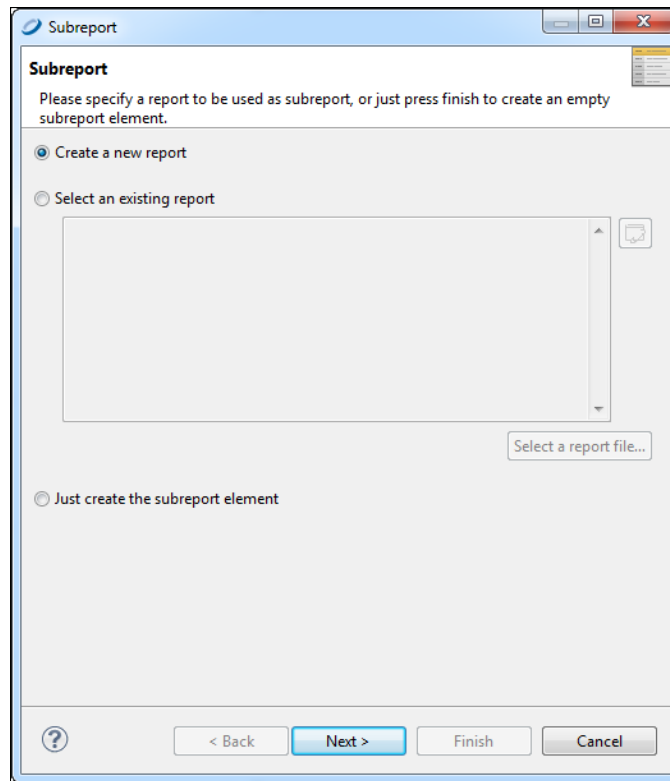 Subreport
Subreport
Please specify a report to be used as subreport, or just press finish to create an empty
subreport element.
Create a new report
Select an existing report
Select a report file...
Just create the subreport element
?
< Back
Next >
Finish
Cancel